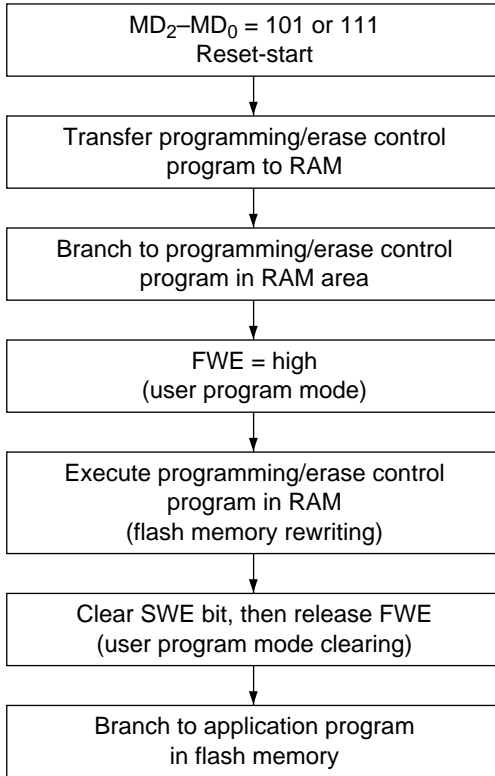 MD₂–MD₀ = 101 or 111
Reset-start
Transfer programming/erase control
program to RAM
Branch to programming/erase control
program in RAM area
FWE = high
(user program mode)
Execute programming/erase control
program in RAM
(flash memory rewriting)
Clear SWE bit, then release FWE
(user program mode clearing)
Branch to application program
in flash memory